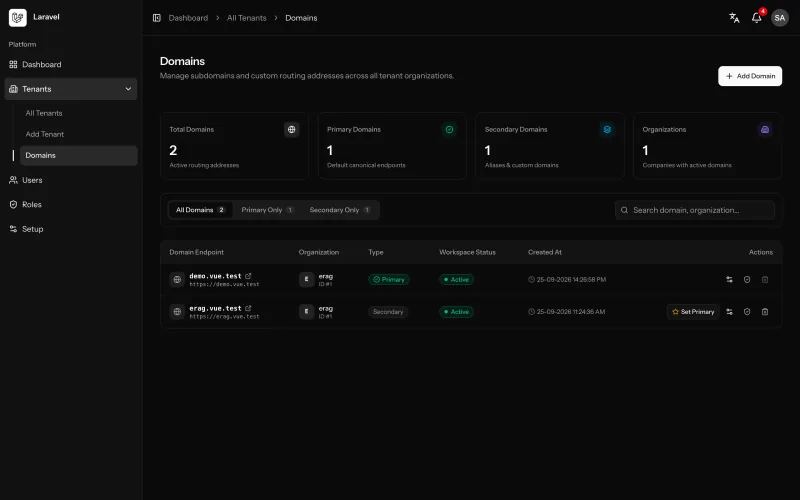 Laravel
Dashboard > All Tenants > Domains
4
SA
Platform
Dashboard
Tenants
All Tenants
Add Tenant
Domains
Users
Roles
Setup
Domains
Manage subdomains and custom routing addresses across all tenant organizations.
+ Add Domain
Total Domains
2
Active routing addresses
Primary Domains
1
Default canonical endpoints
Secondary Domains
1
Aliases & custom domains
Organizations
1
Companies with active domains
All Domains 2 Primary Only 1 Secondary Only 1
Search domain, organization...
Domain Endpoint Organization Type Workspace Status Created At Actions
demo.vue.test E erag Primary Active 25-09-2026 14:26:58 PM
https://demo.vue.test ID #1
erag.vue.test E erag Secondary Active 25-09-2026 11:24:36 AM Set Primary
https://erag.vue.test ID #1